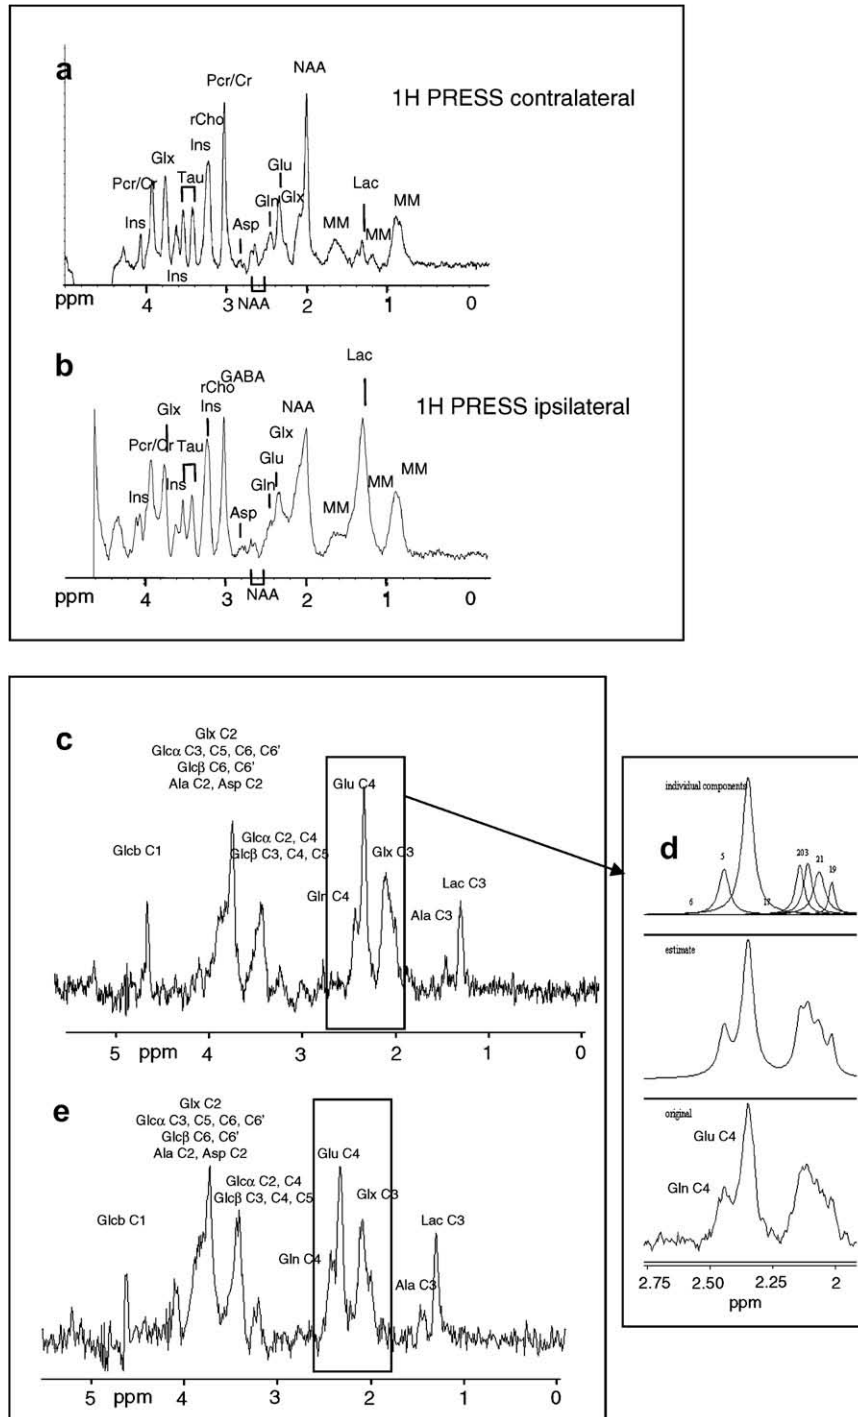 a
NAA
Pcr/Cr
1H PRESS contralateral
rCho
Ins
Glx
Glu
Tau
Lac
Pcr/Cr
Gln
Glx
Asp
MM
MM
MM
Ins
Ins
NAA
ppm 4 3 2 1 0
b
Lac
GABA
rCho
Ins
Glx
NAA
1H PRESS ipsilateral
Glx
Pcr/Cr
Tau
Glu
MM
MM
Gln
Ins
Ins
MM
Asp
NAA
ppm 4 3 2 1 0
c
Glx C2
Glcα C3, C5, C6, C6'
Glcβ C6, C6'
Ala C2, Asp C2
Glu C4
Glcα C2, C4
Glcβ C3, C4, C5
Glcb C1
Glx C3
Gln C4
Lac C3
Ala C3
5 ppm 4 3 2 1 0
d
individual components
5
203
21
19
6
17
estimate
original
Glu C4
Gln C4
2.75 2.50 2.25 2
ppm
e
Glx C2
Glcα C3, C5, C6, C6'
Glcβ C6, C6'
Ala C2, Asp C2
Glu C4
Glcα C2, C4
Glcβ C3, C4, C5
Glx C3
Glcb C1
Lac C3
Gln C4
Ala C3
5 ppm 4 3 2 1 0